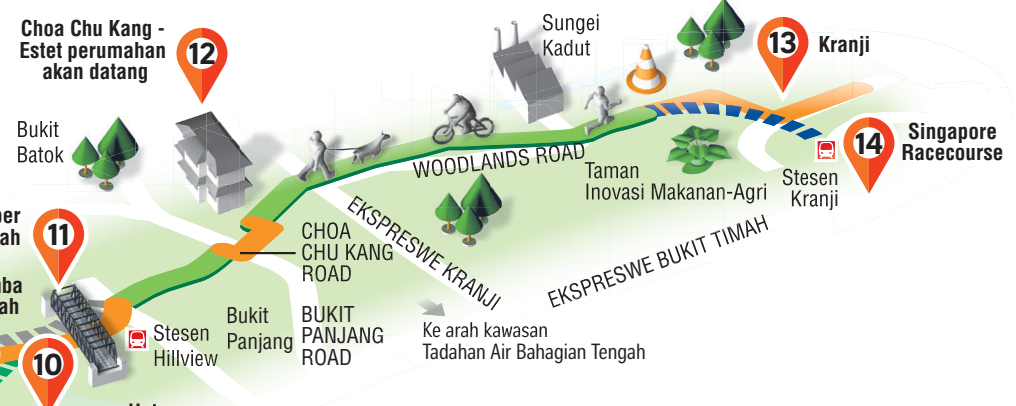 Choa Chu Kang -
Estet perumahan
akan datang
12
Sungei
Kadut
13
Kranji
Bukit
Batok
WOODLANDS ROAD
14
Singapore
Racecourse
Taman
Inovasi Makanan-Agri
Stesen
Kranji
11
CHOA
CHU KANG
ROAD
EKSPRESWE KRANJI
EKSPRESWE BUKIT TIMAH
Stesen
Hillview
Bukit
Panjang
BUKIT
PANJANG
ROAD
Ke arah kawasan
Tadahan Air Bahagian Tengah
10